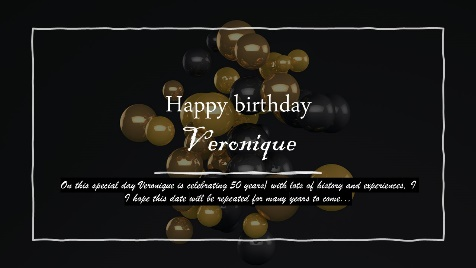 Happy birthday
Veronique
On this special day Veronique is celebrating 50 years! with lots of history and experiences, I
I hope this date will be repeated for many years to come...